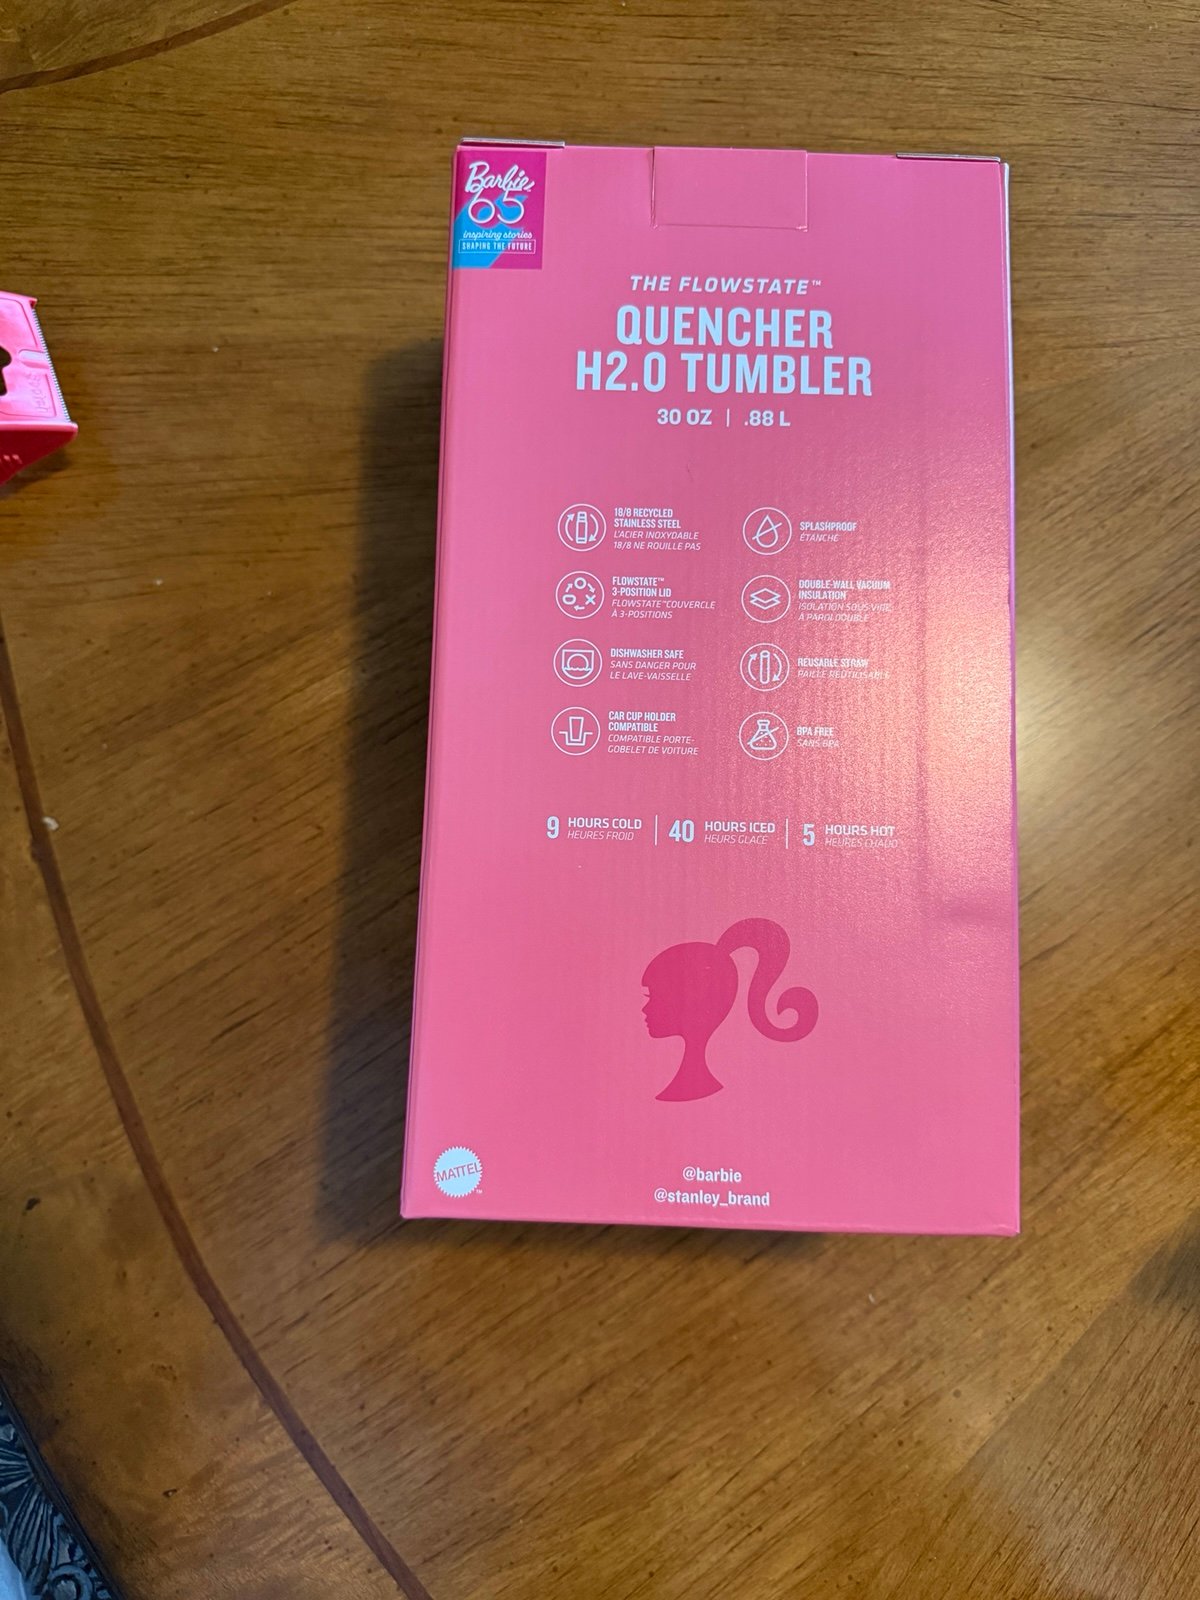 Barbie
65
inspiring stories
SHAPING THE FUTURE
THE FLOWSTATE™
QUENCHER
H2.0 TUMBLER
30 OZ | .88 L
18/8 RECYCLED
STAINLESS STEEL
L'ACIER INOXYDABLE
18/8 NE ROUILLE PAS
SPLASHPROOF
ÉTANCHE
FLOWSTATE™
3-POSITION LID
FLOWSTATE™COUVERCLE
À 3-POSITIONS
DOUBLE-WALL VACUUM
INSULATION
ISOLATION SOUS VIDE
À PAROI DOUBLE
DISHWASHER SAFE
SANS DANGER POUR
LE LAVE-VAISSELLE
REUSABLE STRAW
PAILLE RÉUTILISABLE
CAR CUP HOLDER
COMPATIBLE
COMPATIBLE PORTE-
GOBELET DE VOITURE
BPA FREE
SANS BPA
9 HOURS COLD
HEURES FROID
40 HOURS ICED
HEURS GLACÉ
5 HOURS HOT
HEURES CHAUD
MATTEL™
@barbie
@stanley_brand